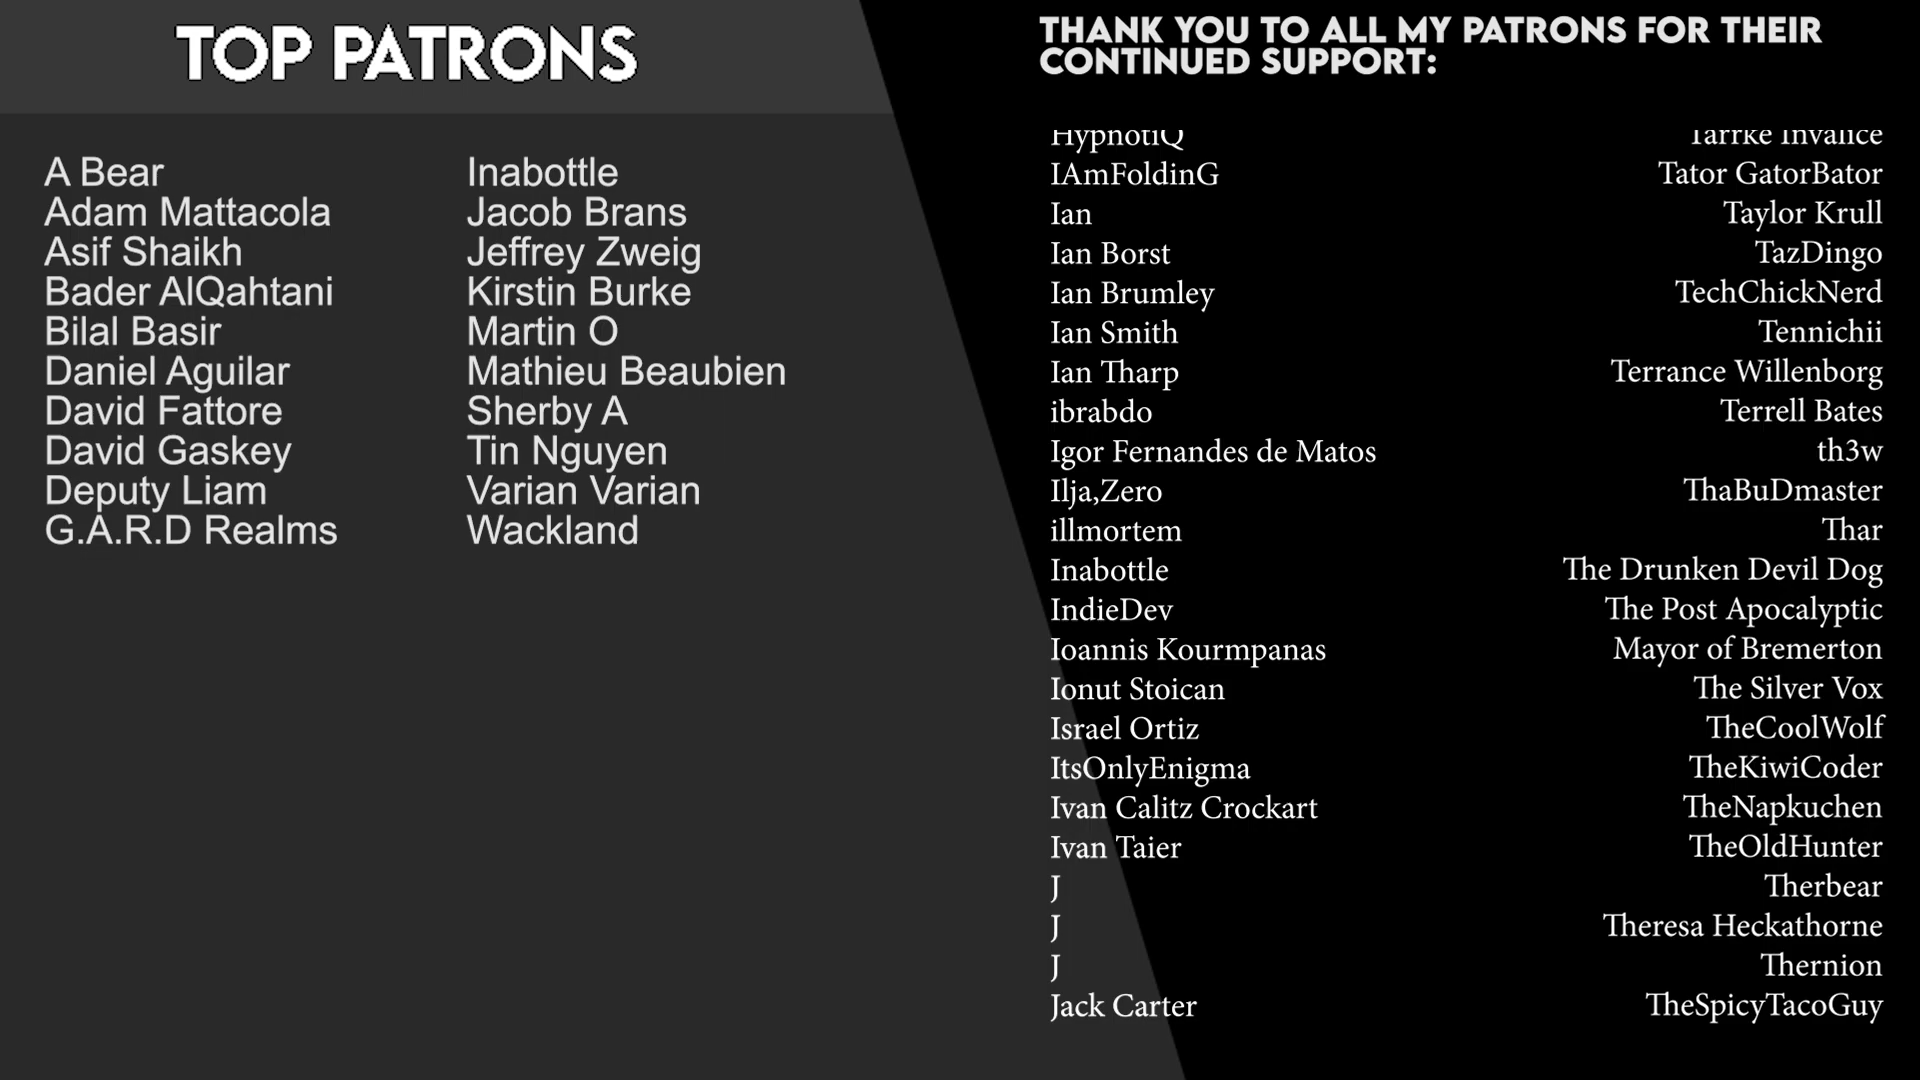 TOP PATRONS
A Bear
Adam Mattacola
Asif Shaikh
Bader AlQahtani
Bilal Basir
Daniel Aguilar
David Fattore
David Gaskey
Deputy Liam
G.A.R.D Realms
Inabottle
Jacob Brans
Jeffrey Zweig
Kirstin Burke
Martin O
Mathieu Beaubien
Sherby A
Tin Nguyen
Varian Varian
Wackland
THANK YOU TO ALL MY PATRONS FOR THEIR
CONTINUED SUPPORT:
HypnotiQ
IAmFoldinG
Ian
Ian Borst
Ian Brumley
Ian Smith
Ian Tharp
ibrabdo
Igor Fernandes de Matos
Ilja,Zero
illmortem
Inabottle
IndieDev
Ioannis Kourmpanas
Ionut Stoican
Israel Ortiz
ItsOnlyEnigma
Ivan Calitz Crockart
Ivan Taier
J
J
J
Jack Carter
Tarrke Invalice
Tator GatorBator
Taylor Krull
TazDingo
TechChickNerd
Tennichii
Terrance Willenborg
Terrell Bates
th3w
ThaBuDmaster
Thar
The Drunken Devil Dog
The Post Apocalyptic
Mayor of Bremerton
The Silver Vox
TheCoolWolf
TheKiwiCoder
TheNapkuchen
TheOldHunter
Therbear
Theresa Heckathorne
Thernion
TheSpicyTacoGuy